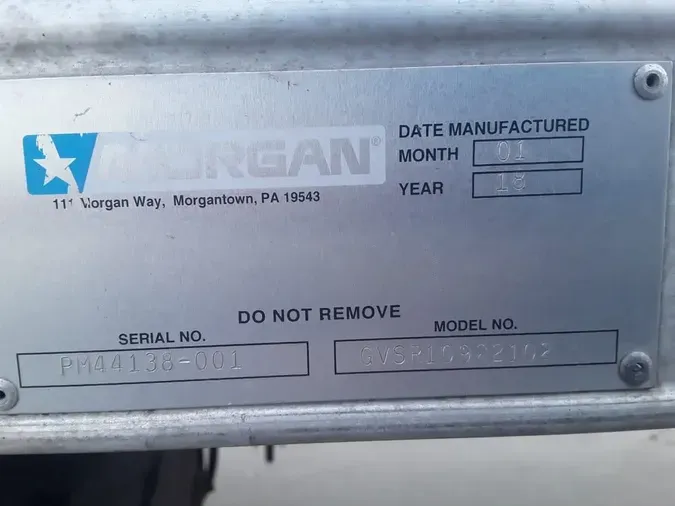 MORGAN®
111 Morgan Way, Morgantown, PA 19543
DATE MANUFACTURED
MONTH 01
YEAR 18
DO NOT REMOVE
SERIAL NO.
PM44138-001
MODEL NO.